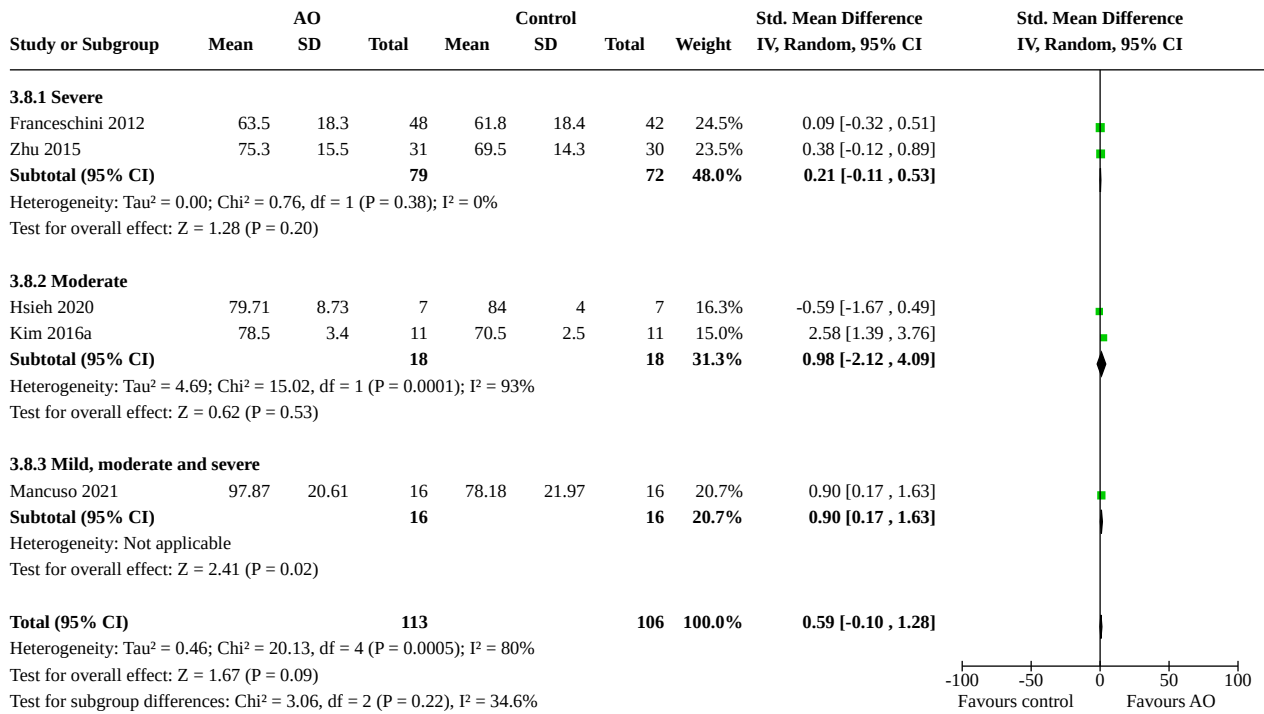 AO Control Std. Mean Difference Std. Mean Difference
Study or Subgroup Mean SD Total Mean SD Total Weight IV, Random, 95% CI IV, Random, 95% CI
3.8.1 Severe
Franceschini 2012 63.5 18.3 48 61.8 18.4 42 24.5% 0.09 [-0.32 , 0.51]
Zhu 2015 75.3 15.5 31 69.5 14.3 30 23.5% 0.38 [-0.12 , 0.89]
Subtotal (95% CI) 79 72 48.0% 0.21 [-0.11 , 0.53]
Heterogeneity: Tau² = 0.00; Chi² = 0.76, df = 1 (P = 0.38); I² = 0%
Test for overall effect: Z = 1.28 (P = 0.20)
3.8.2 Moderate
Hsieh 2020 79.71 8.73 7 84 4 7 16.3% -0.59 [-1.67 , 0.49]
Kim 2016a 78.5 3.4 11 70.5 2.5 11 15.0% 2.58 [1.39 , 3.76]
Subtotal (95% CI) 18 18 31.3% 0.98 [-2.12 , 4.09]
Heterogeneity: Tau² = 4.69; Chi² = 15.02, df = 1 (P = 0.0001); I² = 93%
Test for overall effect: Z = 0.62 (P = 0.53)
3.8.3 Mild, moderate and severe
Mancuso 2021 97.87 20.61 16 78.18 21.97 16 20.7% 0.90 [0.17 , 1.63]
Subtotal (95% CI) 16 16 20.7% 0.90 [0.17 , 1.63]
Heterogeneity: Not applicable
Test for overall effect: Z = 2.41 (P = 0.02)
Total (95% CI) 113 106 100.0% 0.59 [-0.10 , 1.28]
Heterogeneity: Tau² = 0.46; Chi² = 20.13, df = 4 (P = 0.0005); I² = 80%
Test for overall effect: Z = 1.67 (P = 0.09)
Test for subgroup differences: Chi² = 3.06, df = 2 (P = 0.22), I² = 34.6%
-100 -50 0 50 100
Favours control Favours AO